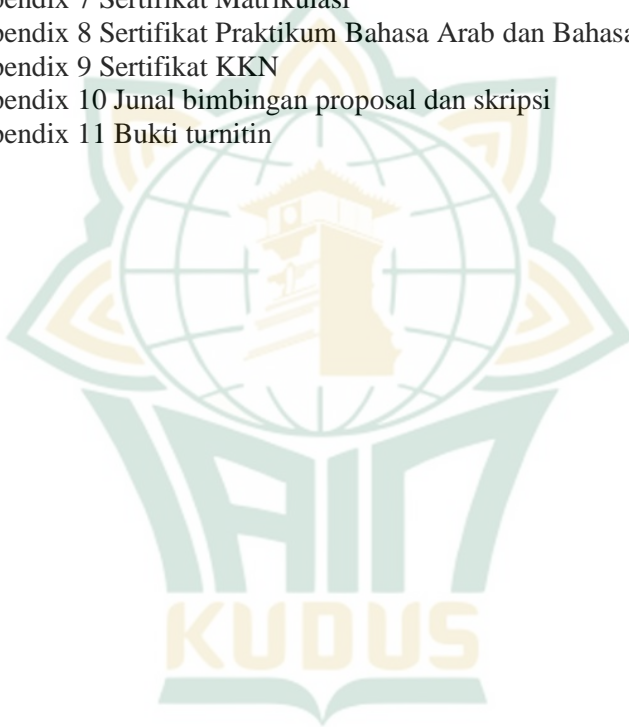 pendix 7 Sertifikat Matrikulasi
pendix 8 Sertifikat Praktikum Bahasa Arab dan Bahasa
pendix 9 Sertifikat KKN
pendix 10 Junal bimbingan proposal dan skripsi
pendix 11 Bukti turnitin
IAIN
KUDUS